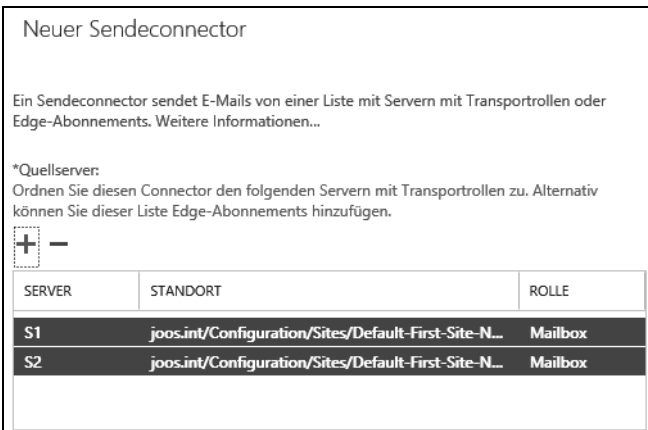 Neuer Sendeconnector
Ein Sendeconnector sendet E-Mails von einer Liste mit Servern mit Transportrollen oder
Edge-Abonnements. Weitere Informationen...
*Quellserver:
Ordnen Sie diesen Connector den folgenden Servern mit Transportrollen zu. Alternativ
können Sie dieser Liste Edge-Abonnements hinzufügen.
SERVER STANDORT ROLLE
S1 joos.int/Configuration/Sites/Default-First-Site-N... Mailbox
S2 joos.int/Configuration/Sites/Default-First-Site-N... Mailbox